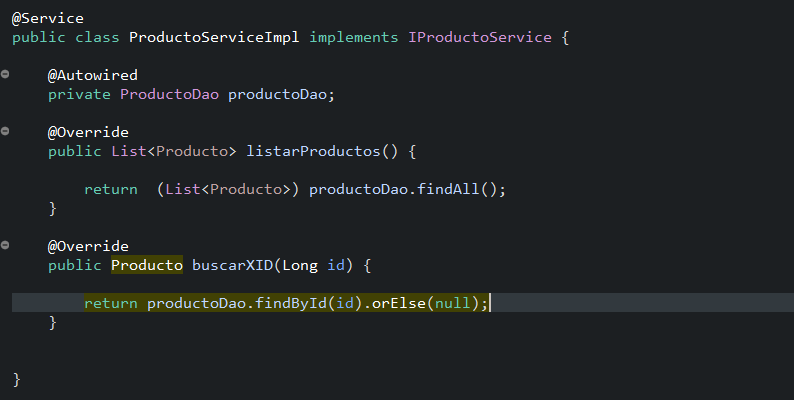 @Service
public class ProductoServiceImpl implements IProductoService {
@Autowired
private ProductoDao productoDao;
@Override
public List<Producto> listarProductos() {
return  (List<Producto>) productoDao.findAll();
}
@Override
public Producto buscarXID(Long id) {
return productoDao.findById(id).orElse(null);
}
}